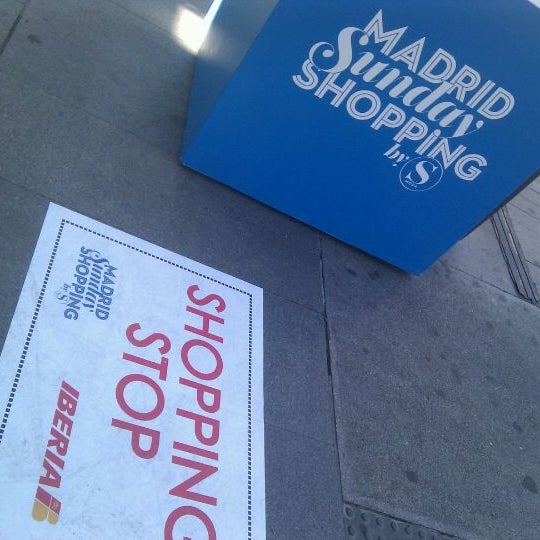 MADRID
Sunday
SHOPPING
by S
MADRID
Sunday
SHOPPING
by S
SHOPPING
STOP
IBERIA